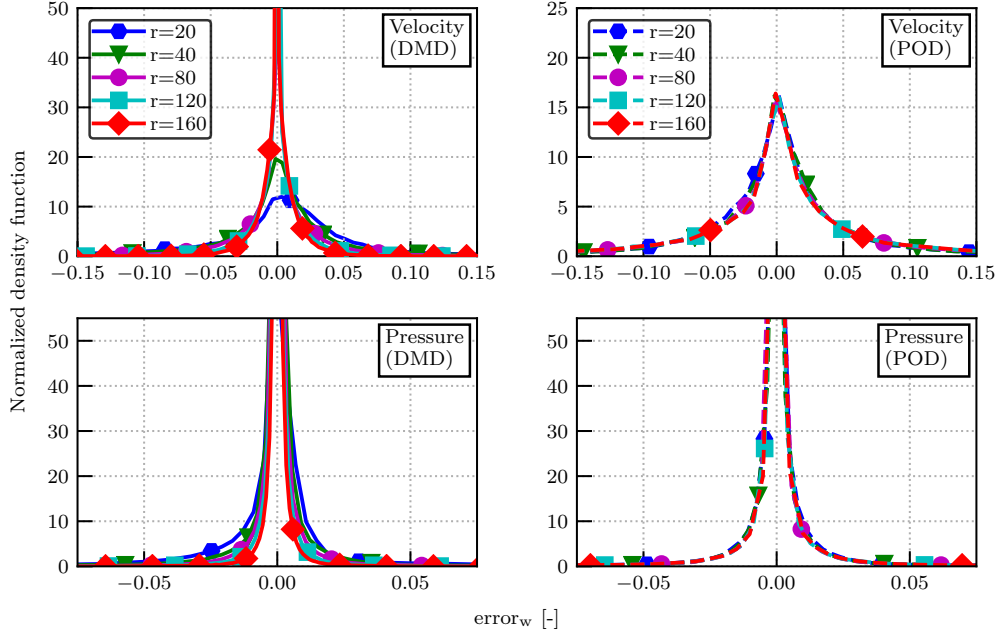 Normalized density function
50
40
30
20
10
0
r=20
r=40
r=80
r=120
r=160
Velocity
(DMD)
−0.15 −0.10 −0.05 0.00 0.05 0.10 0.15
25
20
15
10
5
0
r=20
r=40
r=80
r=120
r=160
Velocity
(POD)
−0.15 −0.10 −0.05 0.00 0.05 0.10 0.15
50
40
30
20
10
0
Pressure
(DMD)
−0.05 0.00 0.05
50
40
30
20
10
0
Pressure
(POD)
−0.05 0.00 0.05
error_w [-]